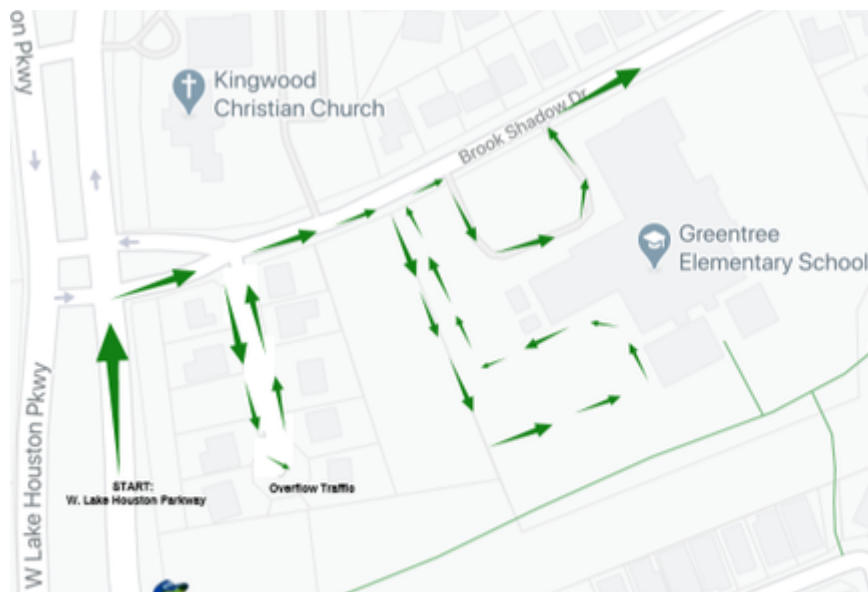 on Pkwy
Kingwood
Christian Church
Brook Shadow Dr
Greentree
Elementary School
W Lake Houston Pkwy
START:
W. Lake Houston Parkway
Overflow Traffic